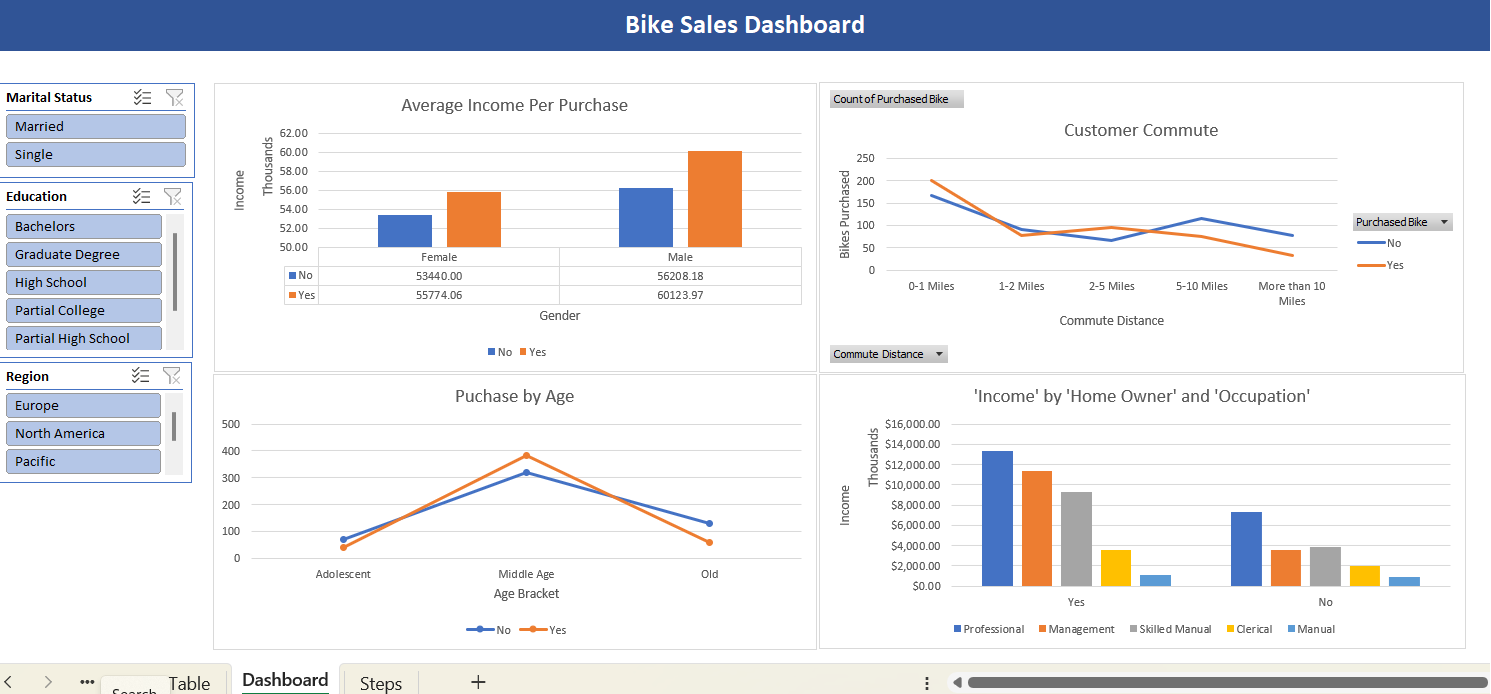 Bike Sales Dashboard
Marital Status
Married
Single
Education
Bachelors
Graduate Degree
High School
Partial College
Partial High School
Region
Europe
North America
Pacific
Average Income Per Purchase
Income
Thousands
62.00
60.00
58.00
56.00
54.00
52.00
50.00
Female Male
No 53440.00 56208.18
Yes 55774.06 60123.97
Gender
No Yes
Count of Purchased Bike
Customer Commute
Bikes Purchased
250
200
150
100
50
0
0-1 Miles 1-2 Miles 2-5 Miles 5-10 Miles More than 10
Miles
Commute Distance
Purchased Bike
No
Yes
Commute Distance
Puchase by Age
500
400
300
200
100
0
Adolescent Middle Age Old
Age Bracket
No Yes
'Income' by 'Home Owner' and 'Occupation'
Income
Thousands
$16,000.00
$14,000.00
$12,000.00
$10,000.00
$8,000.00
$6,000.00
$4,000.00
$2,000.00
$0.00
Yes No
Professional Management Skilled Manual Clerical Manual
Search Table Dashboard Steps